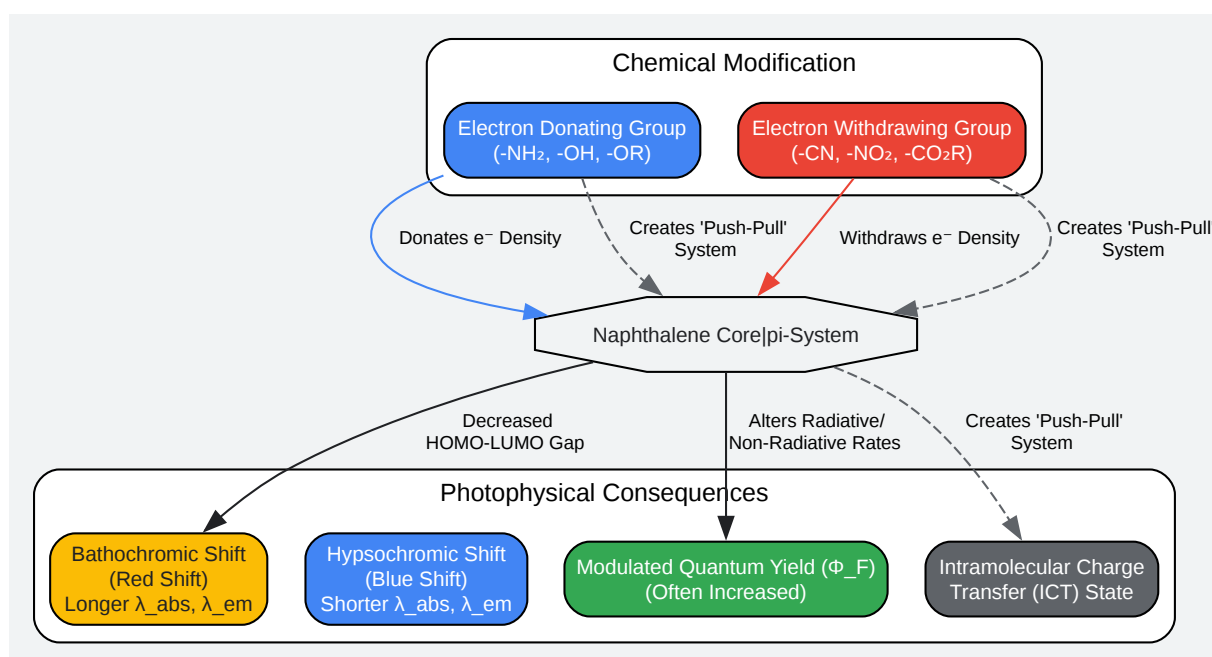 Chemical Modification
Electron Donating Group
(-NH₂, -OH, -OR)
Electron Withdrawing Group
(-CN, -NO₂, -CO₂R)
Donates e⁻ Density
Creates 'Push-Pull'
System
Withdraws e⁻ Density
Creates 'Push-Pull'
System
Naphthalene Core|pi-System
Decreased
HOMO-LUMO Gap
Alters Radiative/
Non-Radiative Rates
Creates 'Push-Pull'
System
Photophysical Consequences
Bathochromic Shift
(Red Shift)
Longer λ_abs, λ_em
Hypsochromic Shift
(Blue Shift)
Shorter λ_abs, λ_em
Modulated Quantum Yield (Φ_F)
(Often Increased)
Intramolecular Charge
Transfer (ICT) State